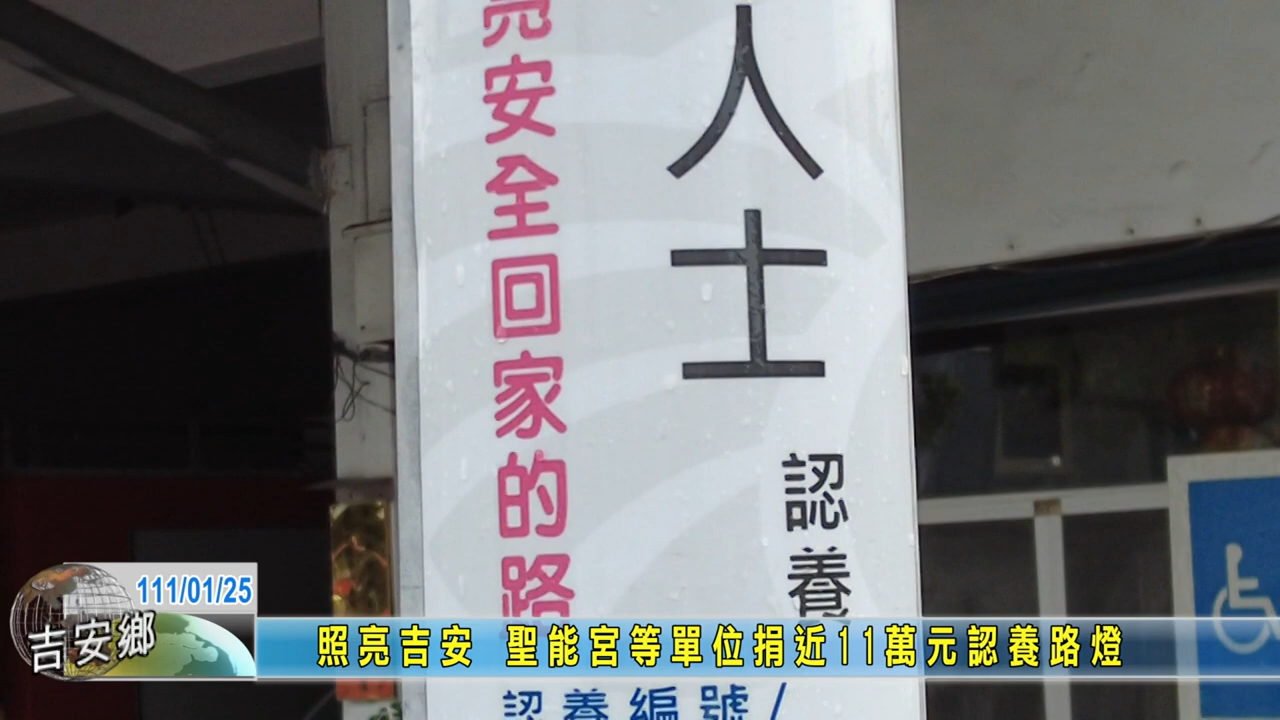 人士
認養
亮安全回家的路
認養編號/
111/01/25
吉安鄉
照亮吉安 聖能宮等單位捐近11萬元認養路燈